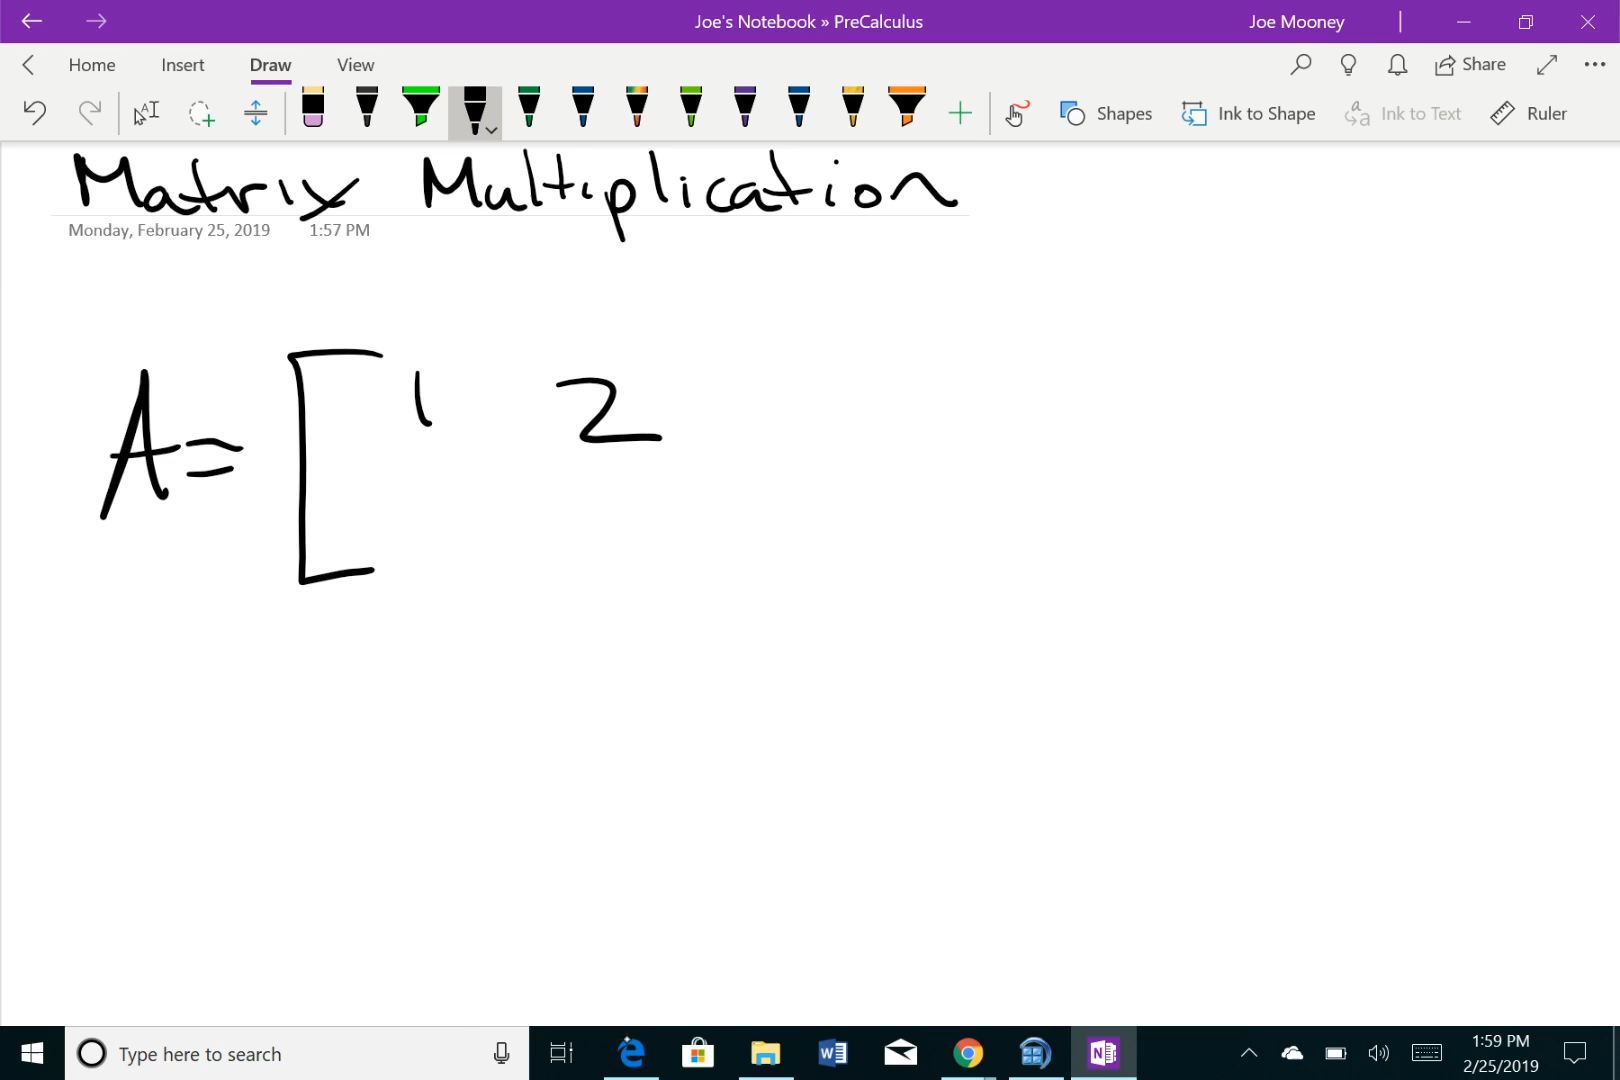 Joe's Notebook » PreCalculus
Joe Mooney
Home Insert Draw View
Share
Shapes Ink to Shape Ink to Text Ruler
Matrix Multiplication
Monday, February 25, 2019 1:57 PM
A = [ 1 2
Type here to search
1:59 PM
2/25/2019